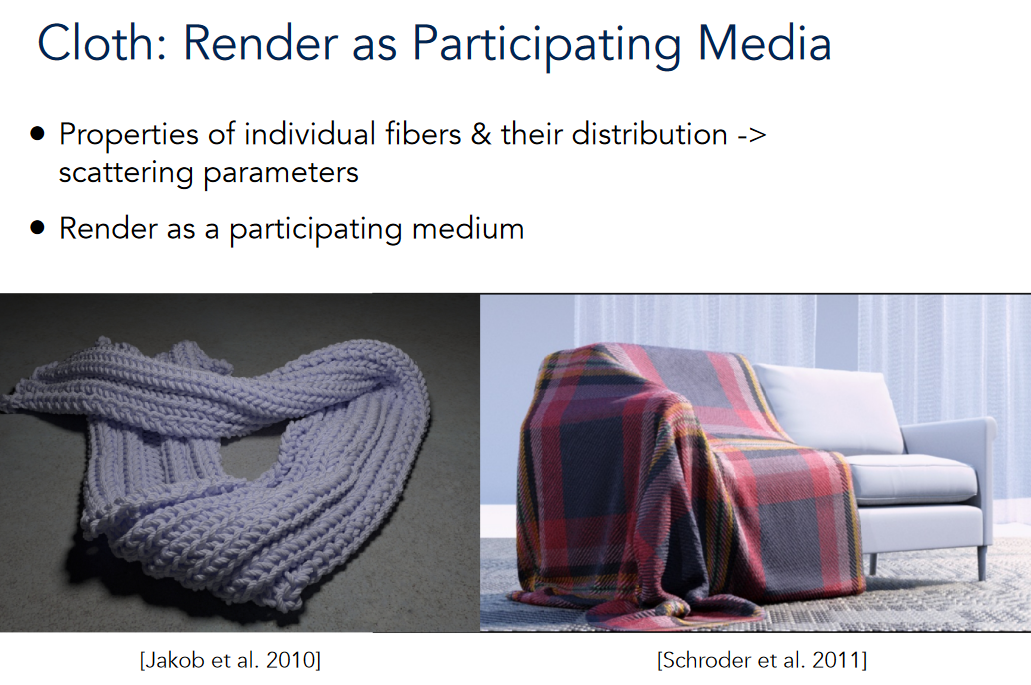 Cloth: Render as Participating Media
● Properties of individual fibers & their distribution ->
scattering parameters
● Render as a participating medium
[Jakob et al. 2010]
[Schroder et al. 2011]